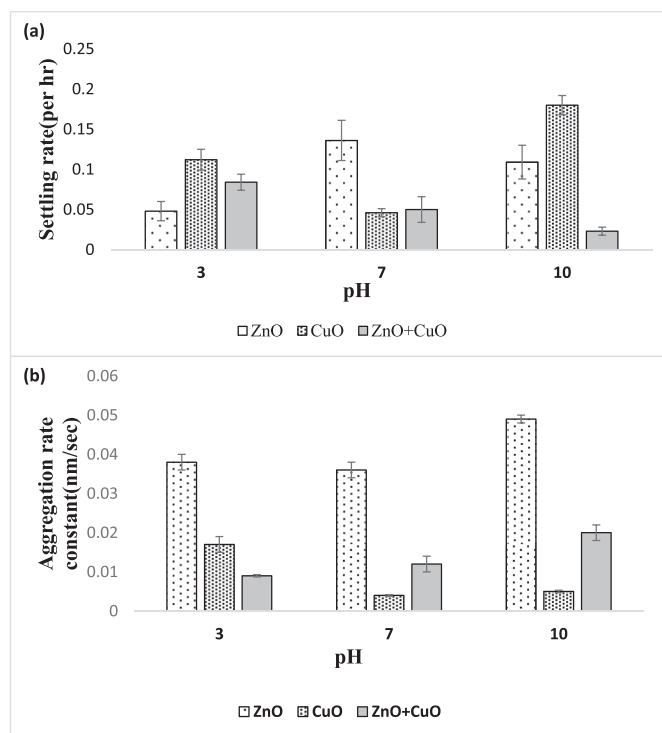 (a)
0.25
0.2
0.15
0.1
0.05
0
Settling rate(per hr)
3 7 10
pH
ZnO CuO ZnO+CuO
(b)
0.06
0.05
0.04
0.03
0.02
0.01
0
Aggregation rate
constant(nm/sec)
3 7 10
pH
ZnO CuO ZnO+CuO